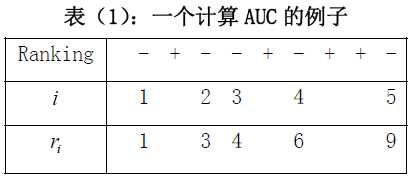 表（1）：一个计算 AUC 的例子
Ranking - + - - + - + + -
i 1 2 3 4 5
r_i 1 3 4 6 9